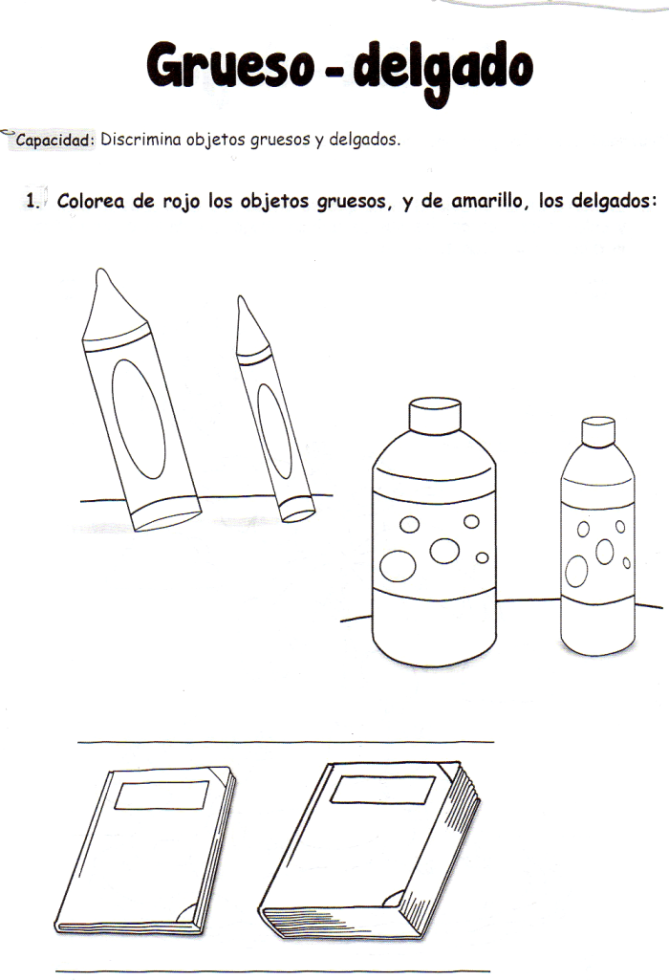 Grueso - delgado
Capacidad: Discrimina objetos gruesos y delgados.
1. Colorea de rojo los objetos gruesos, y de amarillo, los delgados: